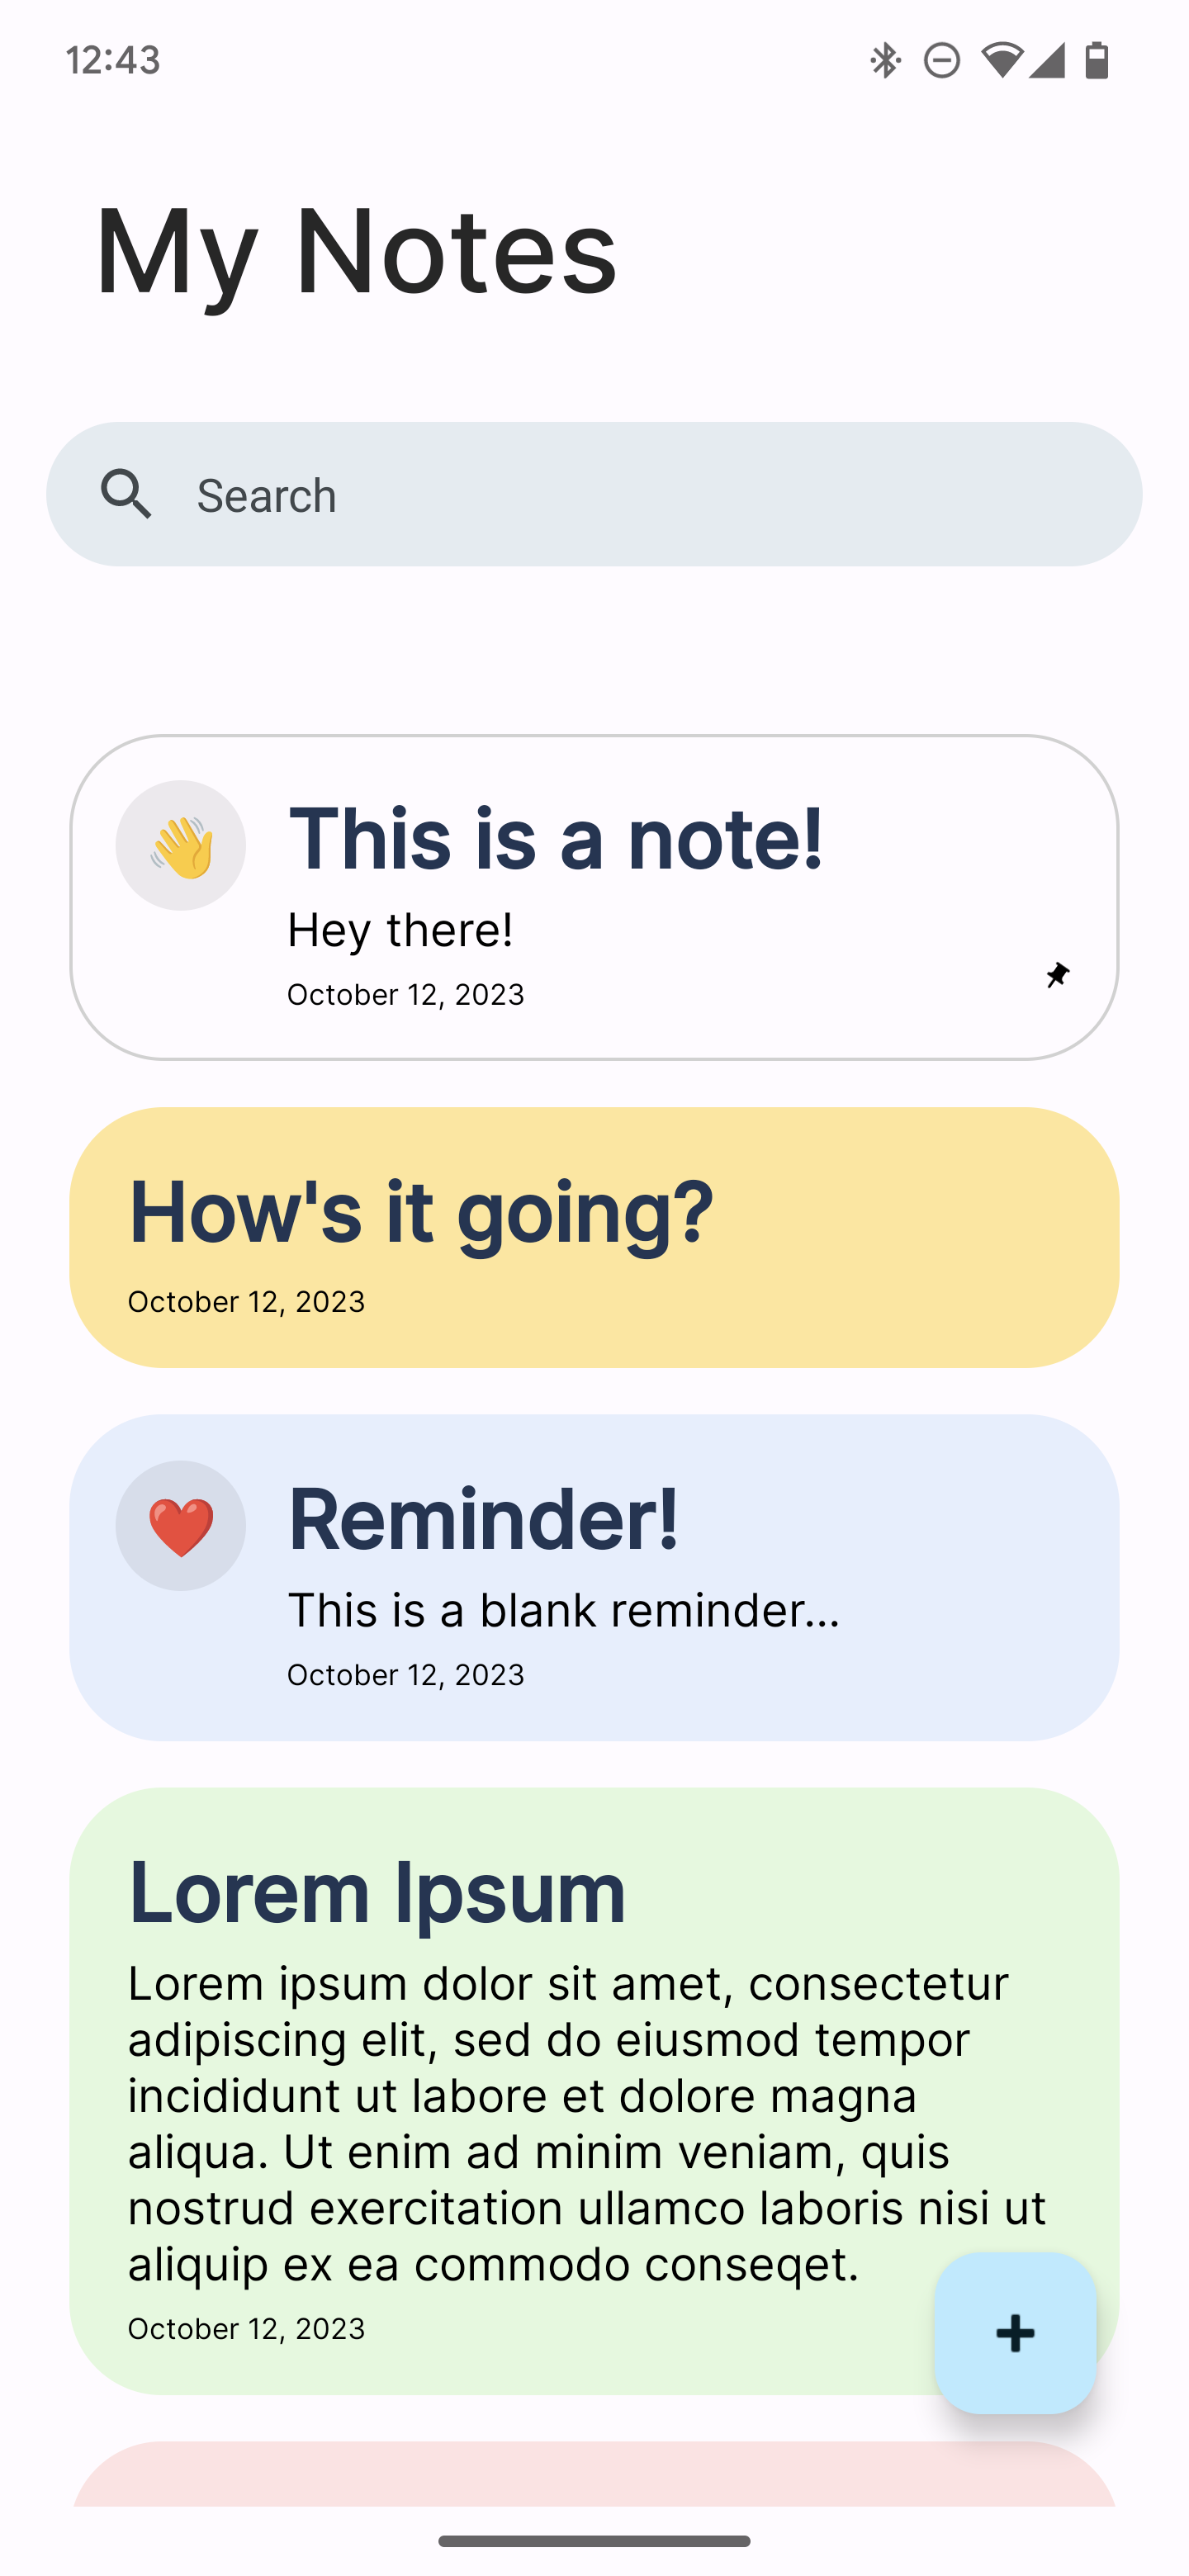 12:43
My Notes
Search
This is a note!
Hey there!
October 12, 2023
How's it going?
October 12, 2023
Reminder!
This is a blank reminder...
October 12, 2023
Lorem Ipsum
Lorem ipsum dolor sit amet, consectetur
adipiscing elit, sed do eiusmod tempor
incididunt ut labore et dolore magna
aliqua. Ut enim ad minim veniam, quis
nostrud exercitation ullamco laboris nisi ut
aliquip ex ea commodo conseqet.
October 12, 2023